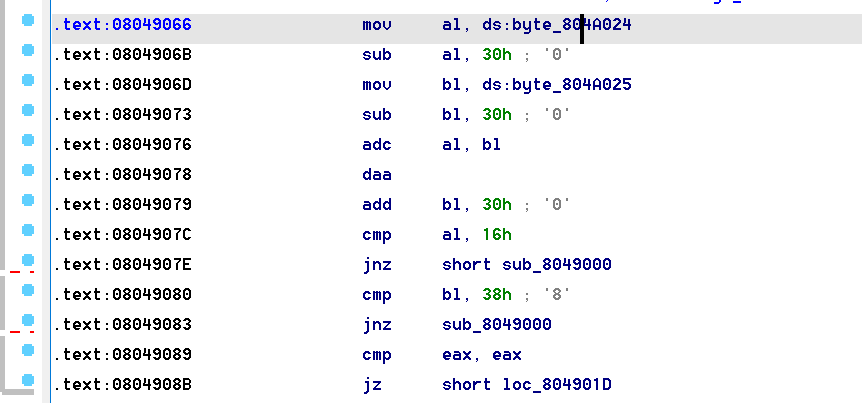 .text:08049066 mov al, ds:byte_804A024
.text:0804906B sub al, 30h ; '0'
.text:0804906D mov bl, ds:byte_804A025
.text:08049073 sub bl, 30h ; '0'
.text:08049076 adc al, bl
.text:08049078 daa
.text:08049079 add bl, 30h ; '0'
.text:0804907C cmp al, 16h
.text:0804907E jnz short sub_8049000
.text:08049080 cmp bl, 38h ; '8'
.text:08049083 jnz sub_8049000
.text:08049089 cmp eax, eax
.text:0804908B jz short loc_804901D